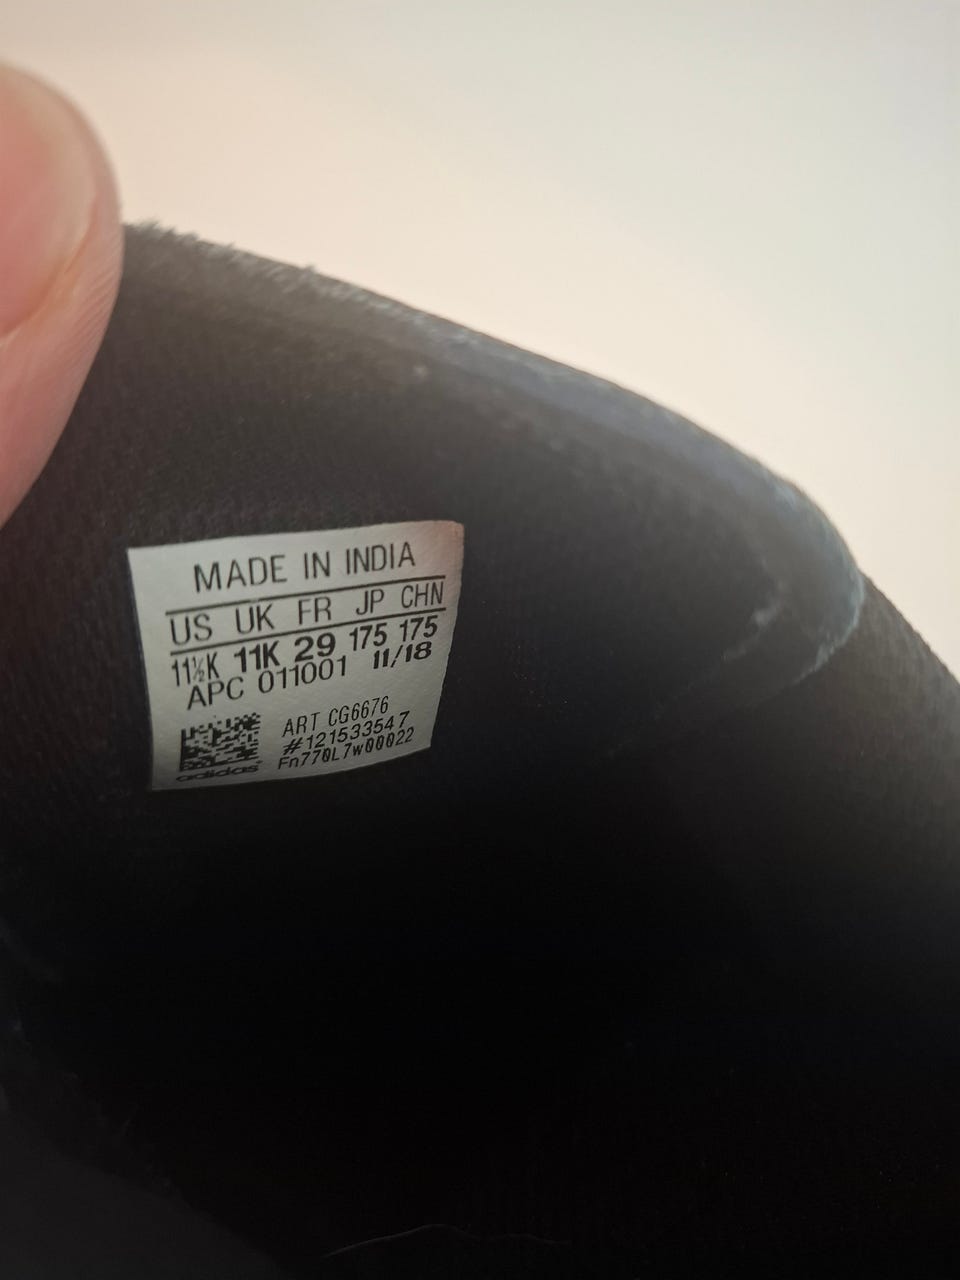 MADE IN INDIA
US UK FR JP CHN
11½K 11K 29 175 175
APC 011001 11/18
ART CG6676
#121533547
Fn770L7w00022
adidas